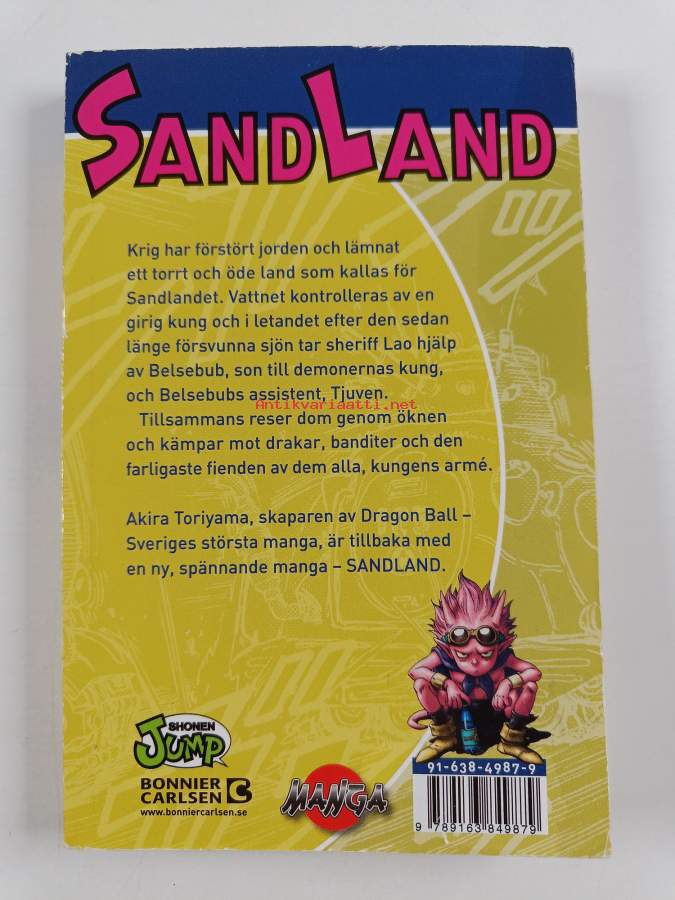 SANDLAND
Krig har förstört jorden och lämnat
ett torrt och öde land som kallas för
Sandlandet. Vattnet kontrolleras av en
girig kung och i letandet efter den sedan
länge försvunna sjön tar sheriff Lao hjälp
av Belsebub, son till demonernas kung,
och Belsebubs assistent, Tjuven.
Antikvariaatti.net
Tillsammans reser dom genom öknen
och kämpar mot drakar, banditer och den
farligaste fienden av dem alla, kungens armé.
Akira Toriyama, skaparen av Dragon Ball –
Sveriges största manga, är tillbaka med
en ny, spännande manga – SANDLAND.
SHONEN
JUMP
BONNIER
CARLSEN
www.bonniercarlsen.se
MANGA
91-638-4987-9
9 789163 849879